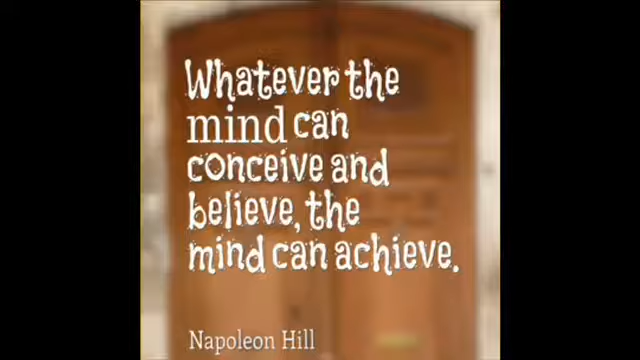 Whatever the
mind can
conceive and
believe, the
mind can achieve.
Napoleon Hill